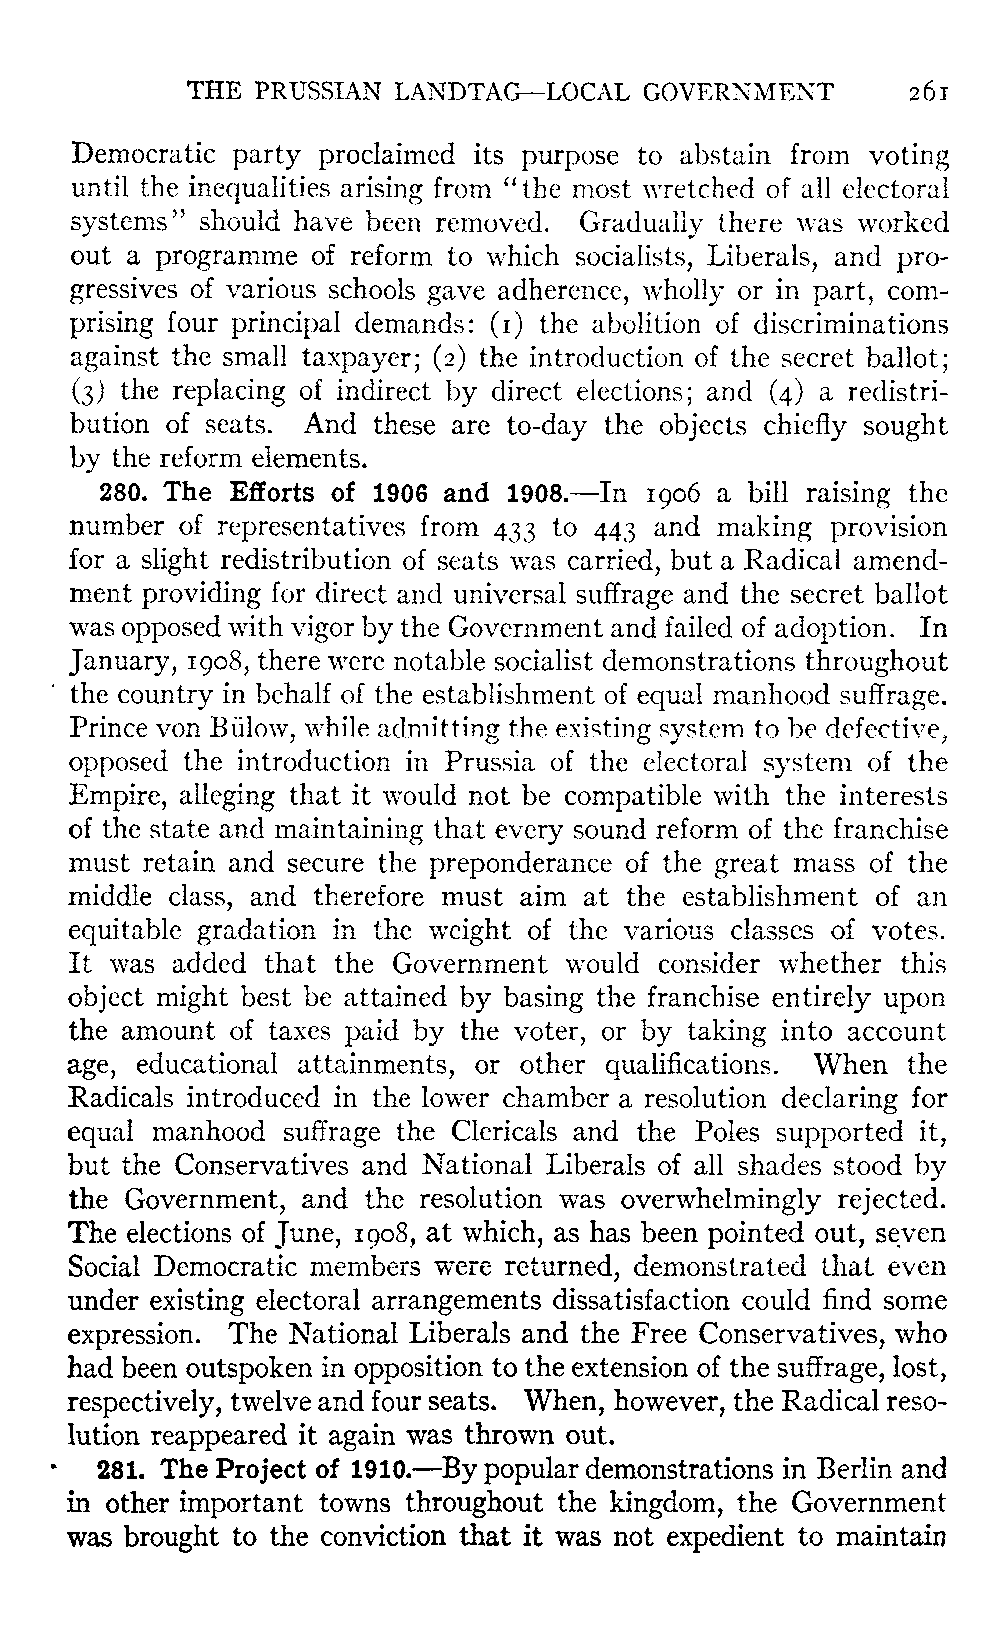 THE PRUSSIAN LANDTAG—LOCAL GOVERNMENT 261
Democratic party proclaimed its purpose to abstain from voting
until the inequalities arising from "the most wretched of all electoral
systems" should have been removed. Gradually there was worked
out a programme of reform to which socialists, Liberals, and pro-
gressives of various schools gave adherence, wholly or in part, com-
prising four principal demands: (1) the abolition of discriminations
against the small taxpayer; (2) the introduction of the secret ballot;
(3) the replacing of indirect by direct elections; and (4) a redistri-
bution of seats. And these are to-day the objects chiefly sought
by the reform elements.
280. The Efforts of 1906 and 1908.—In 1906 a bill raising the
number of representatives from 433 to 443 and making provision
for a slight redistribution of seats was carried, but a Radical amend-
ment providing for direct and universal suffrage and the secret ballot
was opposed with vigor by the Government and failed of adoption. In
January, 1908, there were notable socialist demonstrations throughout
the country in behalf of the establishment of equal manhood suffrage.
Prince von Bülow, while admitting the existing system to be defective,
opposed the introduction in Prussia of the electoral system of the
Empire, alleging that it would not be compatible with the interests
of the state and maintaining that every sound reform of the franchise
must retain and secure the preponderance of the great mass of the
middle class, and therefore must aim at the establishment of an
equitable gradation in the weight of the various classes of votes.
It was added that the Government would consider whether this
object might best be attained by basing the franchise entirely upon
the amount of taxes paid by the voter, or by taking into account
age, educational attainments, or other qualifications. When the
Radicals introduced in the lower chamber a resolution declaring for
equal manhood suffrage the Clericals and the Poles supported it,
but the Conservatives and National Liberals of all shades stood by
the Government, and the resolution was overwhelmingly rejected.
The elections of June, 1908, at which, as has been pointed out, seven
Social Democratic members were returned, demonstrated that even
under existing electoral arrangements dissatisfaction could find some
expression. The National Liberals and the Free Conservatives, who
had been outspoken in opposition to the extension of the suffrage, lost,
respectively, twelve and four seats. When, however, the Radical reso-
lution reappeared it again was thrown out.
281. The Project of 1910.—By popular demonstrations in Berlin and
in other important towns throughout the kingdom, the Government
was brought to the conviction that it was not expedient to maintain